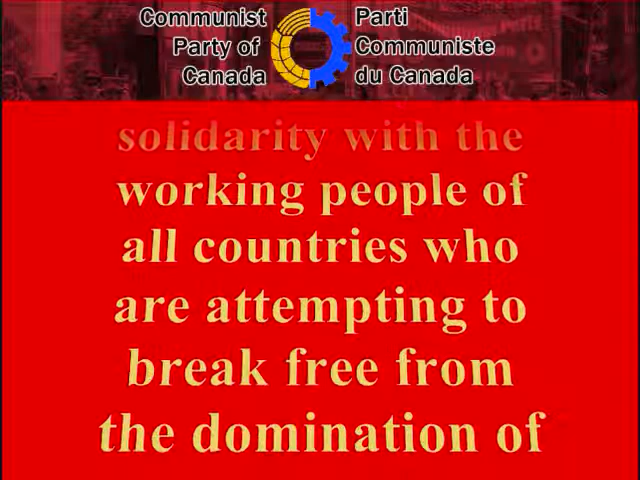 Communist
Party of
Canada
Parti
Communiste
du Canada
solidarity with the
working people of
all countries who
are attempting to
break free from
the domination of